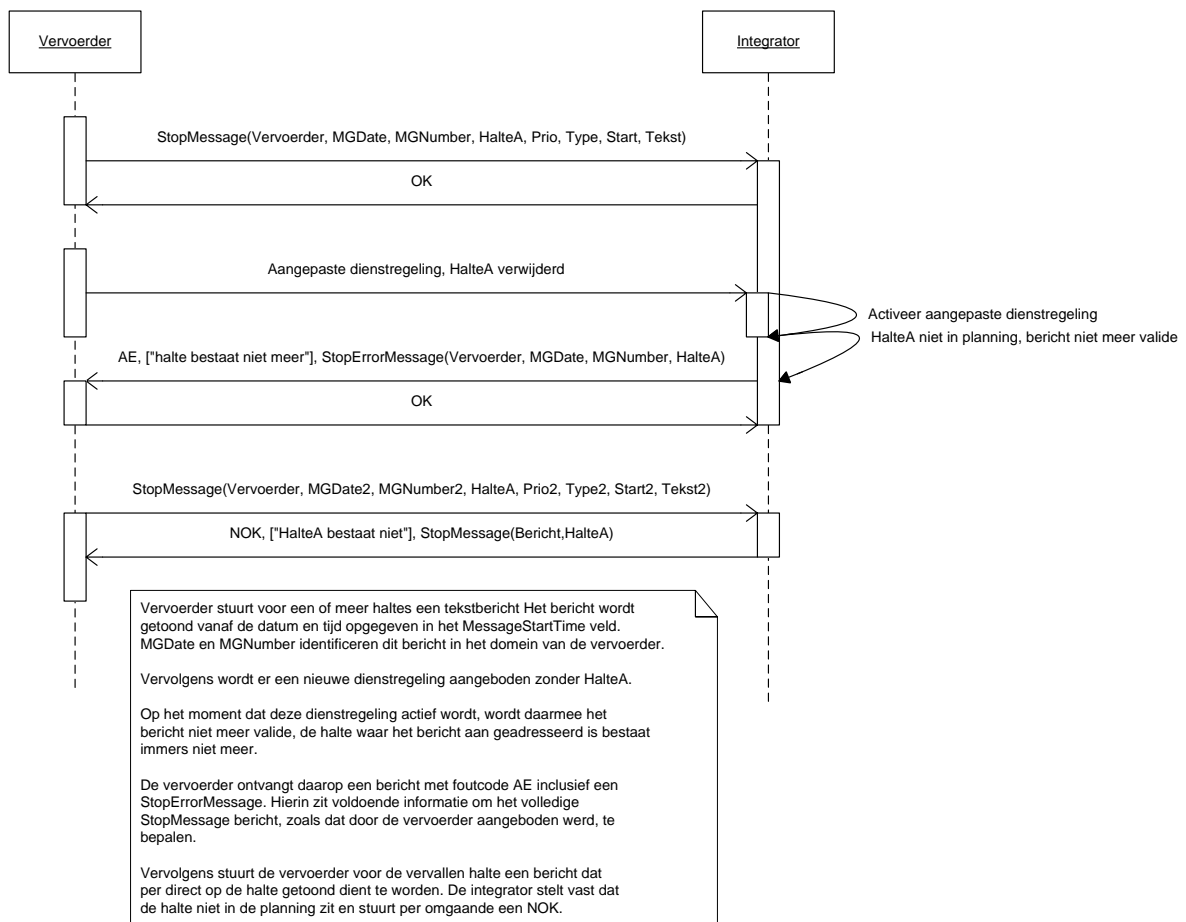 Vervoerder
Integrator
StopMessage(Vervoerder, MGDate, MGNumber, HalteA, Prio, Type, Start, Tekst)
OK
Aangepaste dienstregeling, HalteA verwijderd
Activeer aangepaste dienstregeling
HalteA niet in planning, bericht niet meer valide
AE, ["halte bestaat niet meer"], StopErrorMessage(Vervoerder, MGDate, MGNumber, HalteA)
OK
StopMessage(Vervoerder, MGDate2, MGNumber2, HalteA, Prio2, Type2, Start2, Tekst2)
NOK, ["HalteA bestaat niet"], StopMessage(Bericht,HalteA)
Vervoerder stuurt voor een of meer haltes een tekstbericht Het bericht wordt
getoond vanaf de datum en tijd opgegeven in het MessageStartTime veld.
MGDate en MGNumber identificeren dit bericht in het domein van de vervoerder.
Vervolgens wordt er een nieuwe dienstregeling aangeboden zonder HalteA.
Op het moment dat deze dienstregeling actief wordt, wordt daarmee het
bericht niet meer valide, de halte waar het bericht aan geadresseerd is bestaat
immers niet meer.
De vervoerder ontvangt daarop een bericht met foutcode AE inclusief een
StopErrorMessage. Hierin zit voldoende informatie om het volledige
StopMessage bericht, zoals dat door de vervoerder aangeboden werd, te
bepalen.
Vervolgens stuurt de vervoerder voor de vervallen halte een bericht dat
per direct op de halte getoond dient te worden. De integrator stelt vast dat
de halte niet in de planning zit en stuurt per omgaande een NOK.